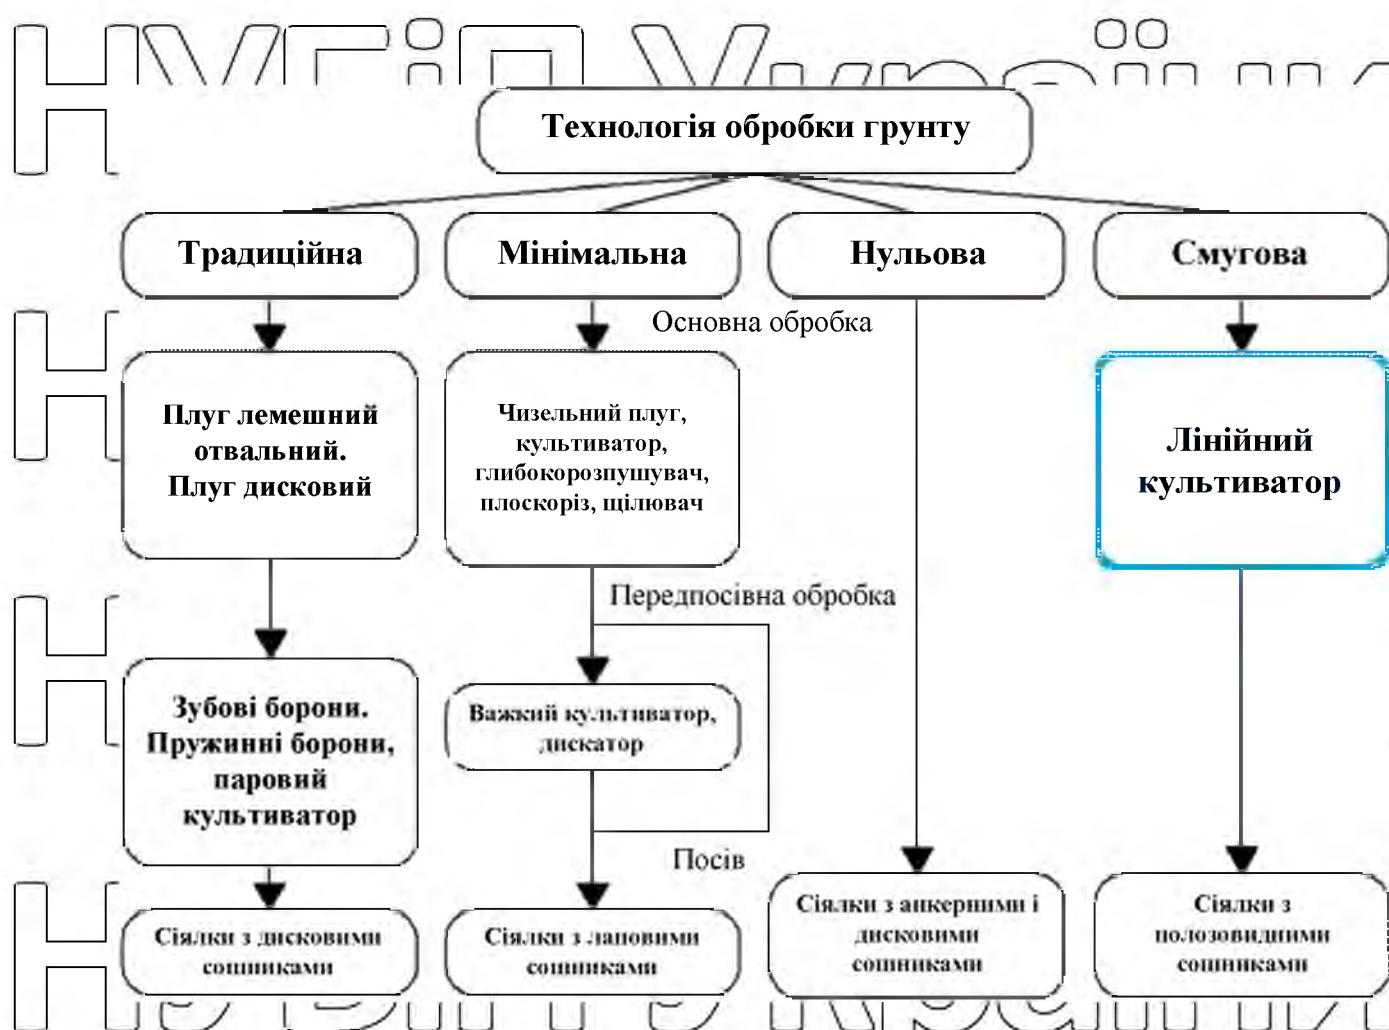 НУБіП України
Технологія обробки грунту
Традиційна
Мінімальна
Нульова
Смугова
Основна обробка
Плуг лемешний
отвальний.
Плуг дисковий
Чизельний плуг,
культиватор,
глибокорозпушувач,
плоскоріз, щілювач
Лінійний
культиватор
Передпосівна обробка
Зубові борони.
Пружинні борони,
паровий
культиватор
Важкий культиватор,
дискатор
Посів
Сіялки з дисковими
сошниками
Сіялки з лаповими
сошниками
Сіялки з анкерними і
дисковими
сошниками
Сіялки з
полозовидними
сошниками